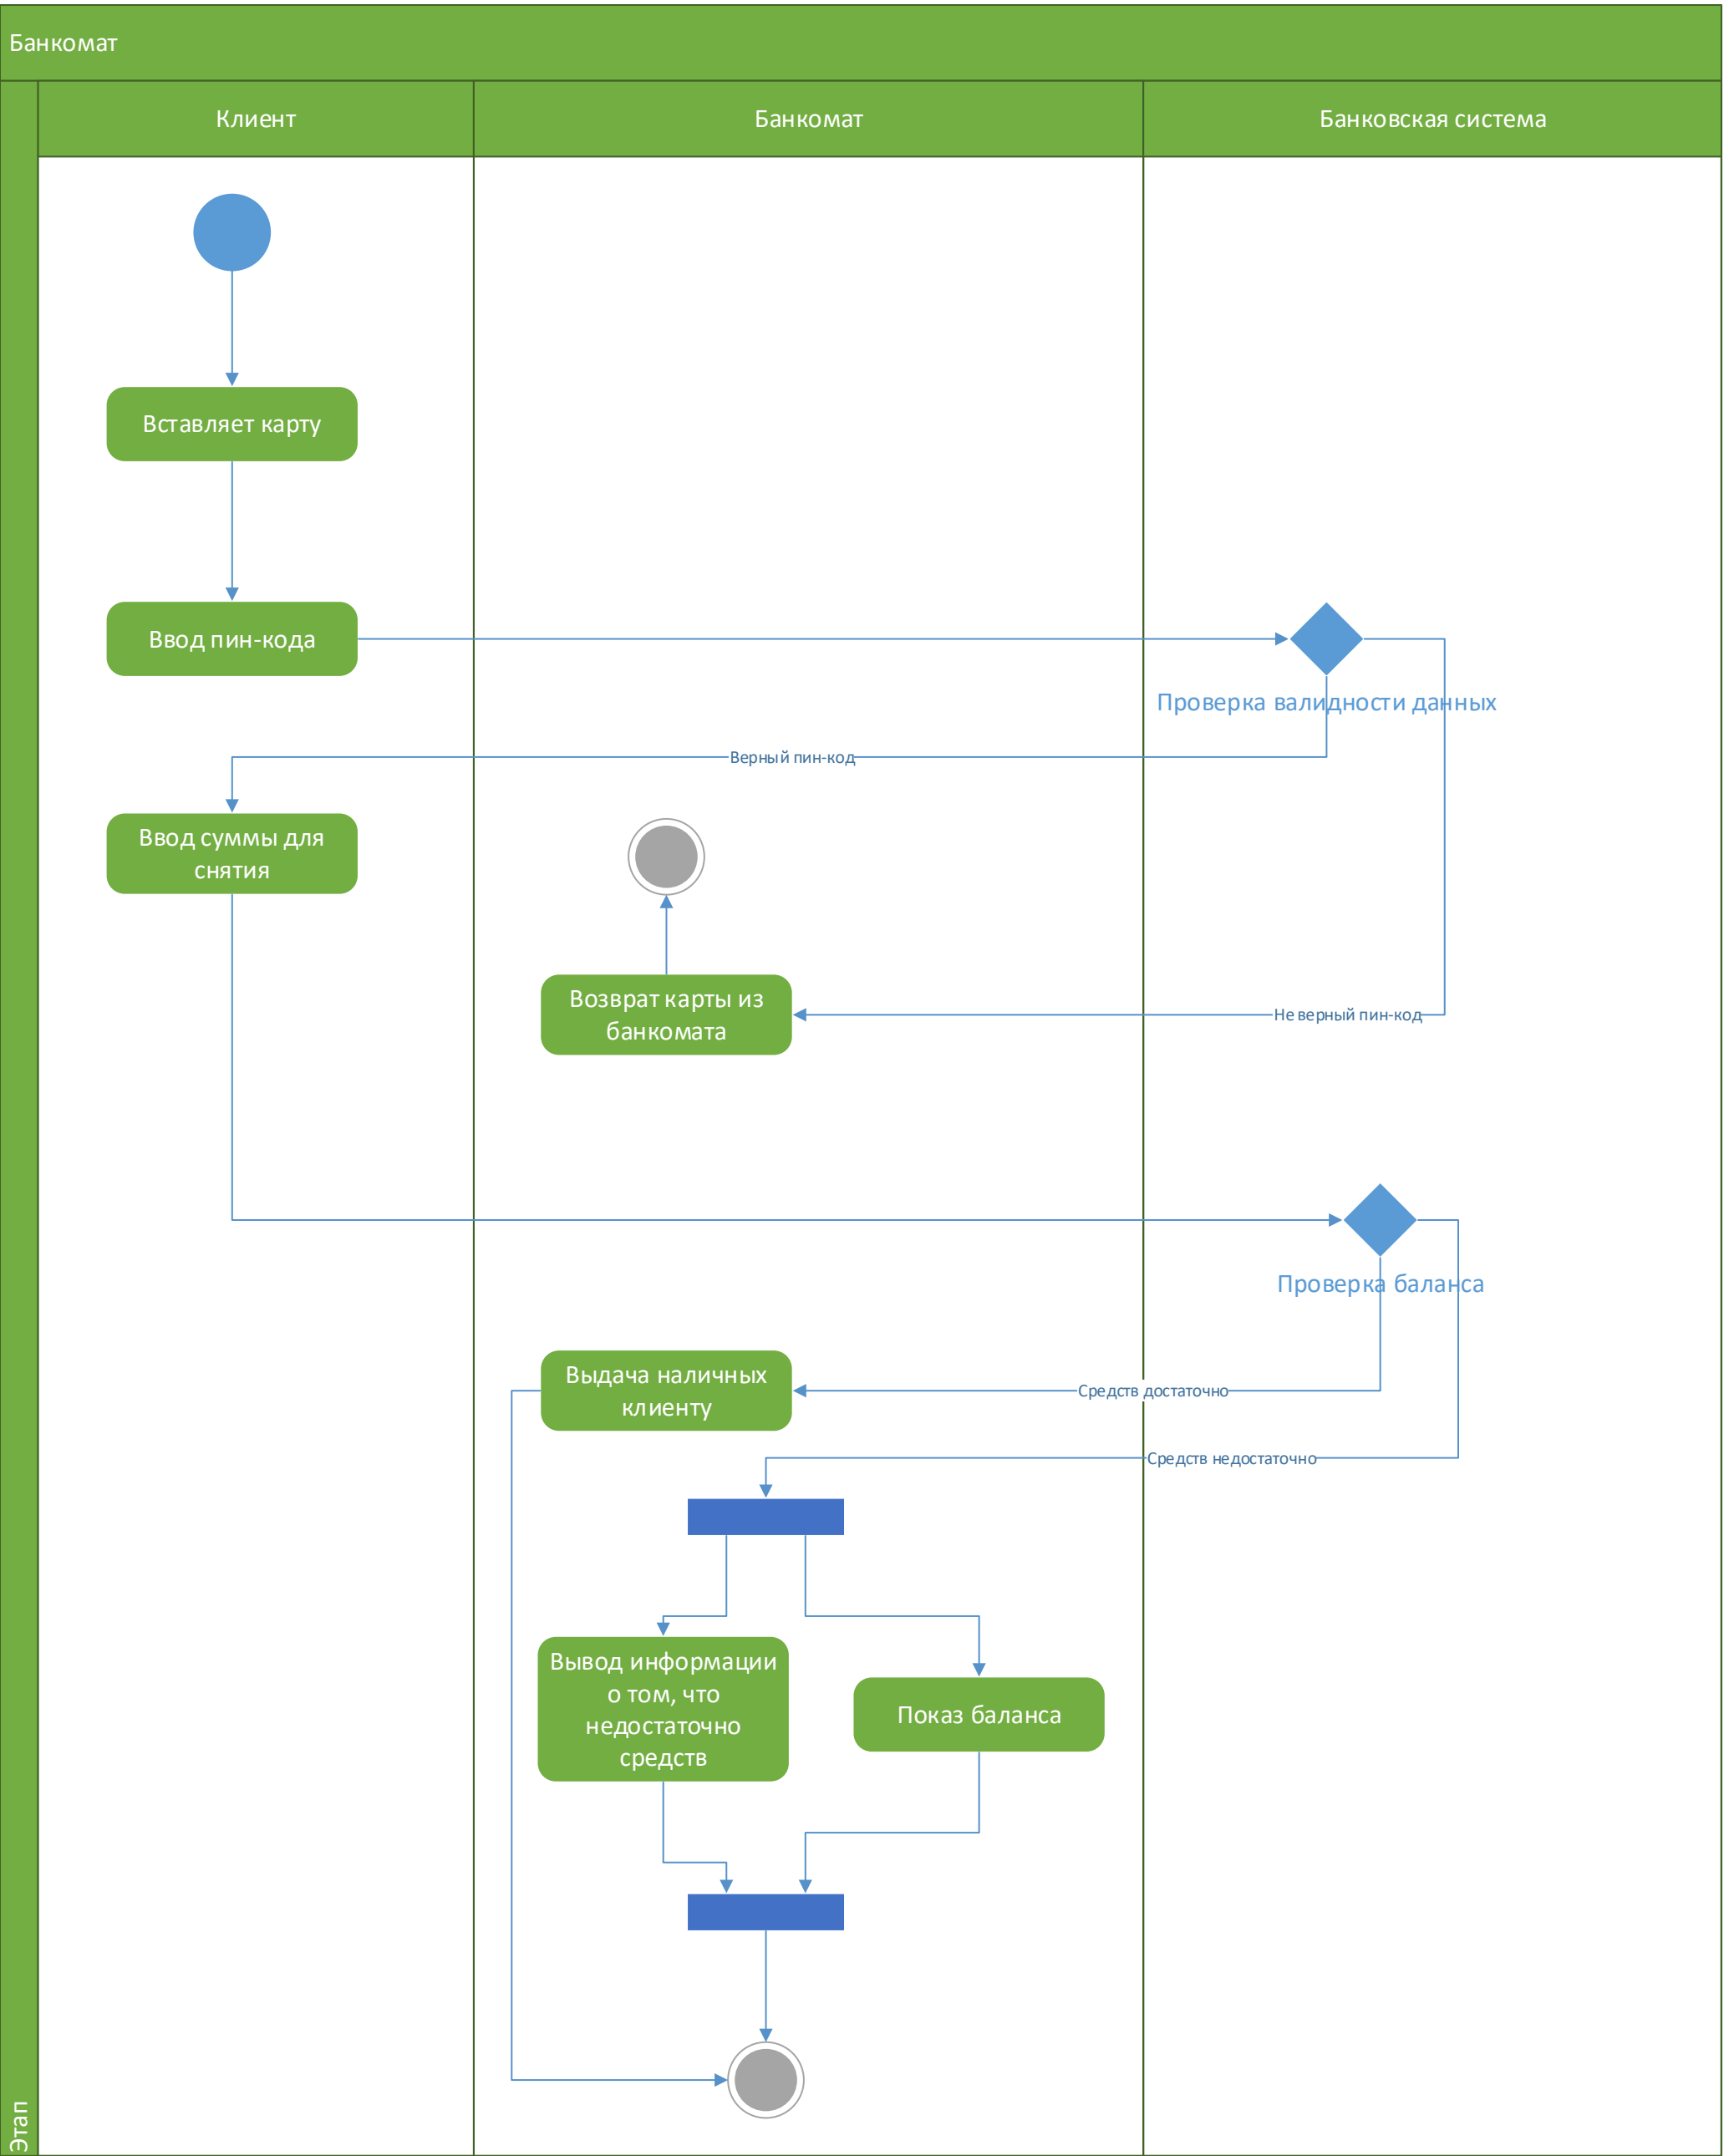 Банкомат
Клиент
Банкомат
Банковская система
Вставляет карту
Ввод пин-кода
Проверка валидности данных
Верный пин-код
Ввод суммы для
снятия
Возврат карты из
банкомата
Не верный пин-код
Проверка баланса
Выдача наличных
клиенту
Средств достаточно
Средств недостаточно
Вывод информации
о том, что
недостаточно
средств
Показ баланса
Этап